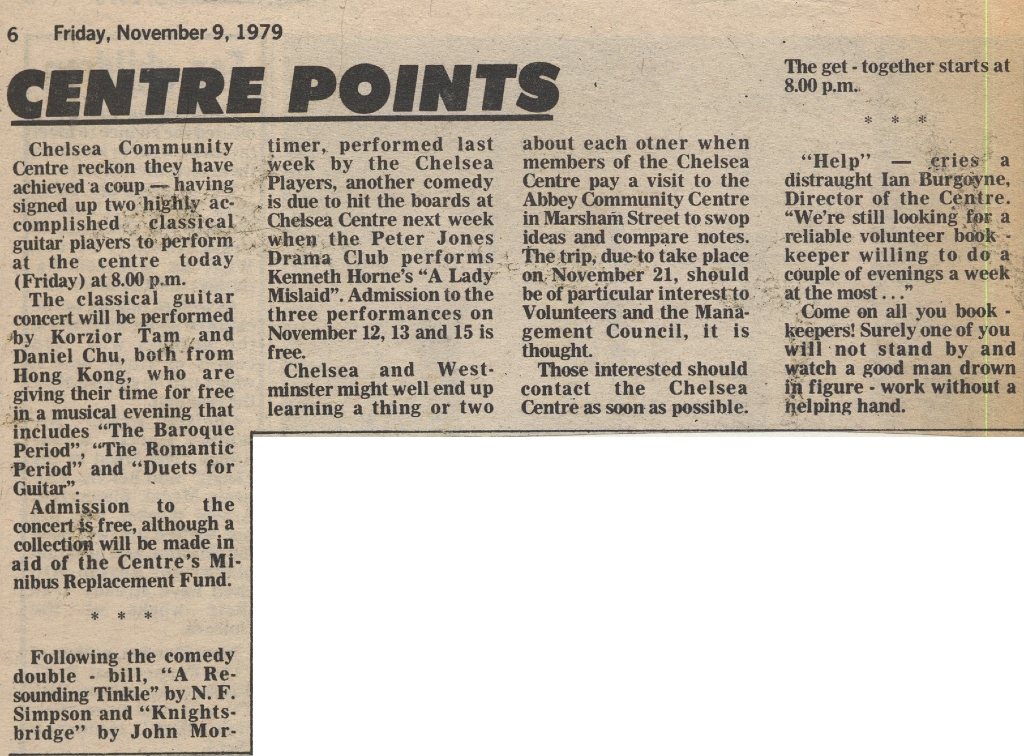 6 Friday, November 9, 1979
CENTRE POINTS
Chelsea Community
Centre reckon they have
achieved a coup — having
signed up two highly ac-
complished classical
guitar players to perform
at the centre today
(Friday) at 8.00 p.m.
The classical guitar
concert will be performed
by Korzior Tam and
Daniel Chu, both from
Hong Kong, who are
giving their time for free
in a musical evening that
includes “The Baroque
Period”, “The Romantic
Period” and “Duets for
Guitar”.
Admission to the
concert is free, although a
collection will be made in
aid of the Centre’s Mi-
nibus Replacement Fund.
* * *
Following the comedy
double - bill, “A Re-
sounding Tinkle” by N. F.
Simpson and “Knights-
bridge” by John Mor-
timer, performed last
week by the Chelsea
Players, another comedy
is due to hit the boards at
Chelsea Centre next week
when the Peter Jones
Drama Club performs
Kenneth Horne’s “A Lady
Mislaid”. Admission to the
three performances on
November 12, 13 and 15 is
free.
Chelsea and West-
minster might well end up
learning a thing or two
about each otner when
members of the Chelsea
Centre pay a visit to the
Abbey Community Centre
in Marsham Street to swop
ideas and compare notes.
The trip, due to take place
on November 21, should
be of particular interest to
Volunteers and the Mana-
gement Council, it is
thought.
Those interested should
contact the Chelsea
Centre as soon as possible.
The get - together starts at
8.00 p.m.
* * *
“Help” — cries a
distraught Ian Burgoyne,
Director of the Centre.
“We’re still looking for a
reliable volunteer book -
keeper willing to do a
couple of evenings a week
at the most . . .”
Come on all you book -
keepers! Surely one of you
will not stand by and
watch a good man drown
in figure - work without a
helping hand.